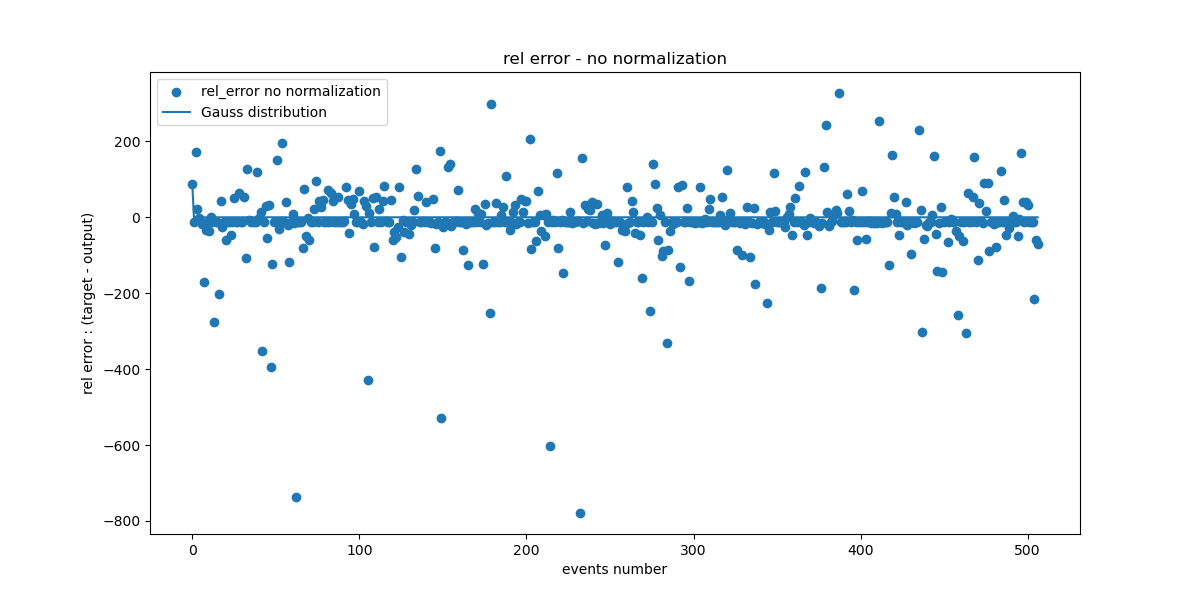 rel error - no normalization
rel_error no normalization
Gauss distribution
200
0
−200
−400
−600
−800
rel error : (target - output)
0 100 200 300 400 500
events number